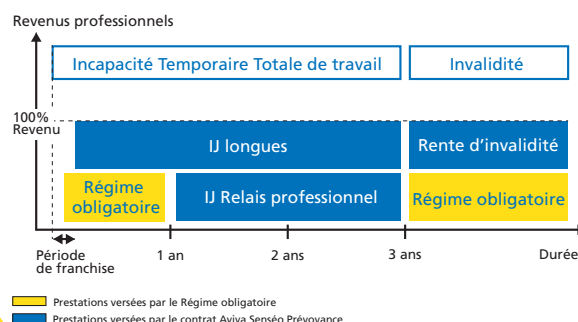 Revenus professionnels
Incapacité Temporaire Totale de travail
Invalidité
100%
Revenu
IJ longues
Rente d'invalidité
Régime
obligatoire
IJ Relais professionnel
Régime obligatoire
Période
de franchise
1 an
2 ans
3 ans
Durée
Prestations versées par le Régime obligatoire
Prestations versées par le contrat Aviva Senséo Prévoyance